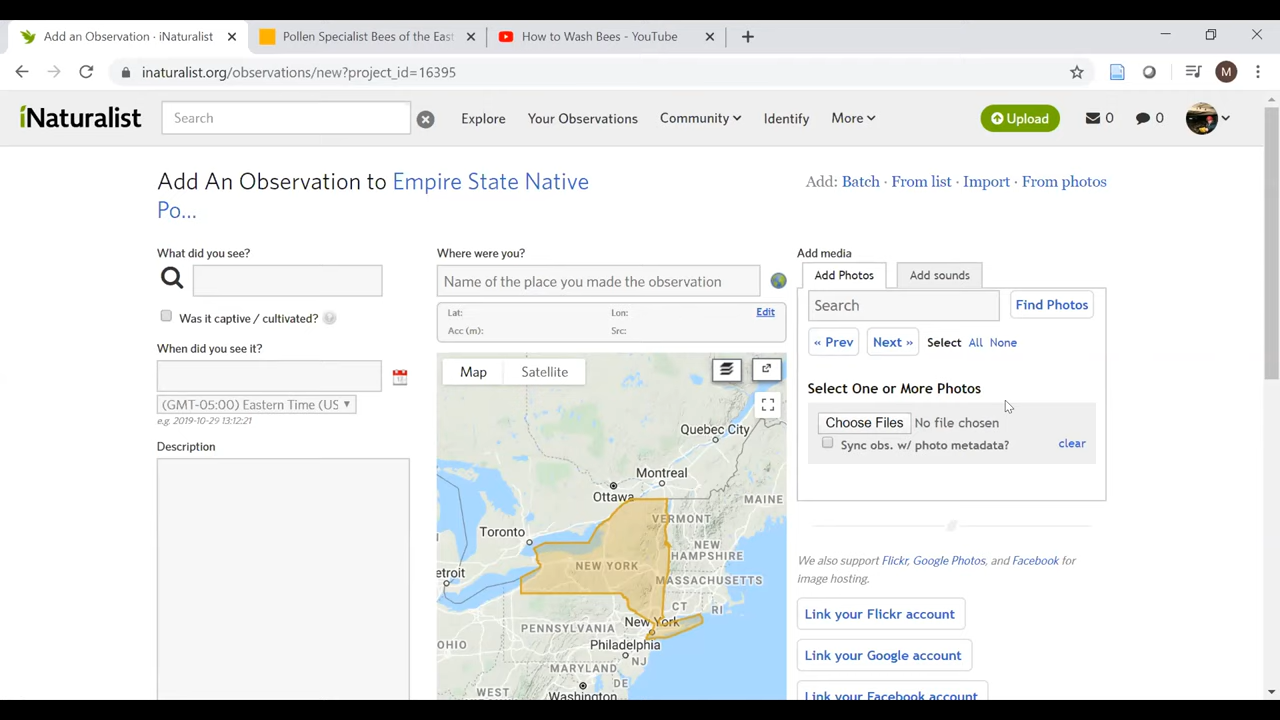 Add an Observation · iNaturalist
Pollen Specialist Bees of the East
How to Wash Bees - YouTube
inaturalist.org/observations/new?project_id=16395
M
iNaturalist
Search
Explore
Your Observations
Community
Identify
More
Upload
0
0
Add An Observation to Empire State Native
Po...
Add: Batch · From list · Import · From photos
What did you see?
Was it captive / cultivated?
When did you see it?
(GMT-05:00) Eastern Time (US
e.g. 2019-10-29 13:12:21
Description
Where were you?
Name of the place you made the observation
Lat:
Lon:
Edit
Acc (m):
Src:
Map
Satellite
Quebec City
Montreal
Ottawa
MAINE
VERMONT
Toronto
NEW
HAMPSHIRE
NEW YORK
etroit
MASSACHUSETTS
CT
RI
New York
PENNSYLVANIA
OHIO
Philadelphia
NJ
MARYLAND
DE
WEST
Washington
Add media
Add Photos
Add sounds
Search
Find Photos
« Prev
Next »
Select All None
Select One or More Photos
Choose Files
No file chosen
Sync obs. w/ photo metadata?
clear
We also support Flickr, Google Photos, and Facebook for
image hosting.
Link your Flickr account
Link your Google account
Link your Facebook account